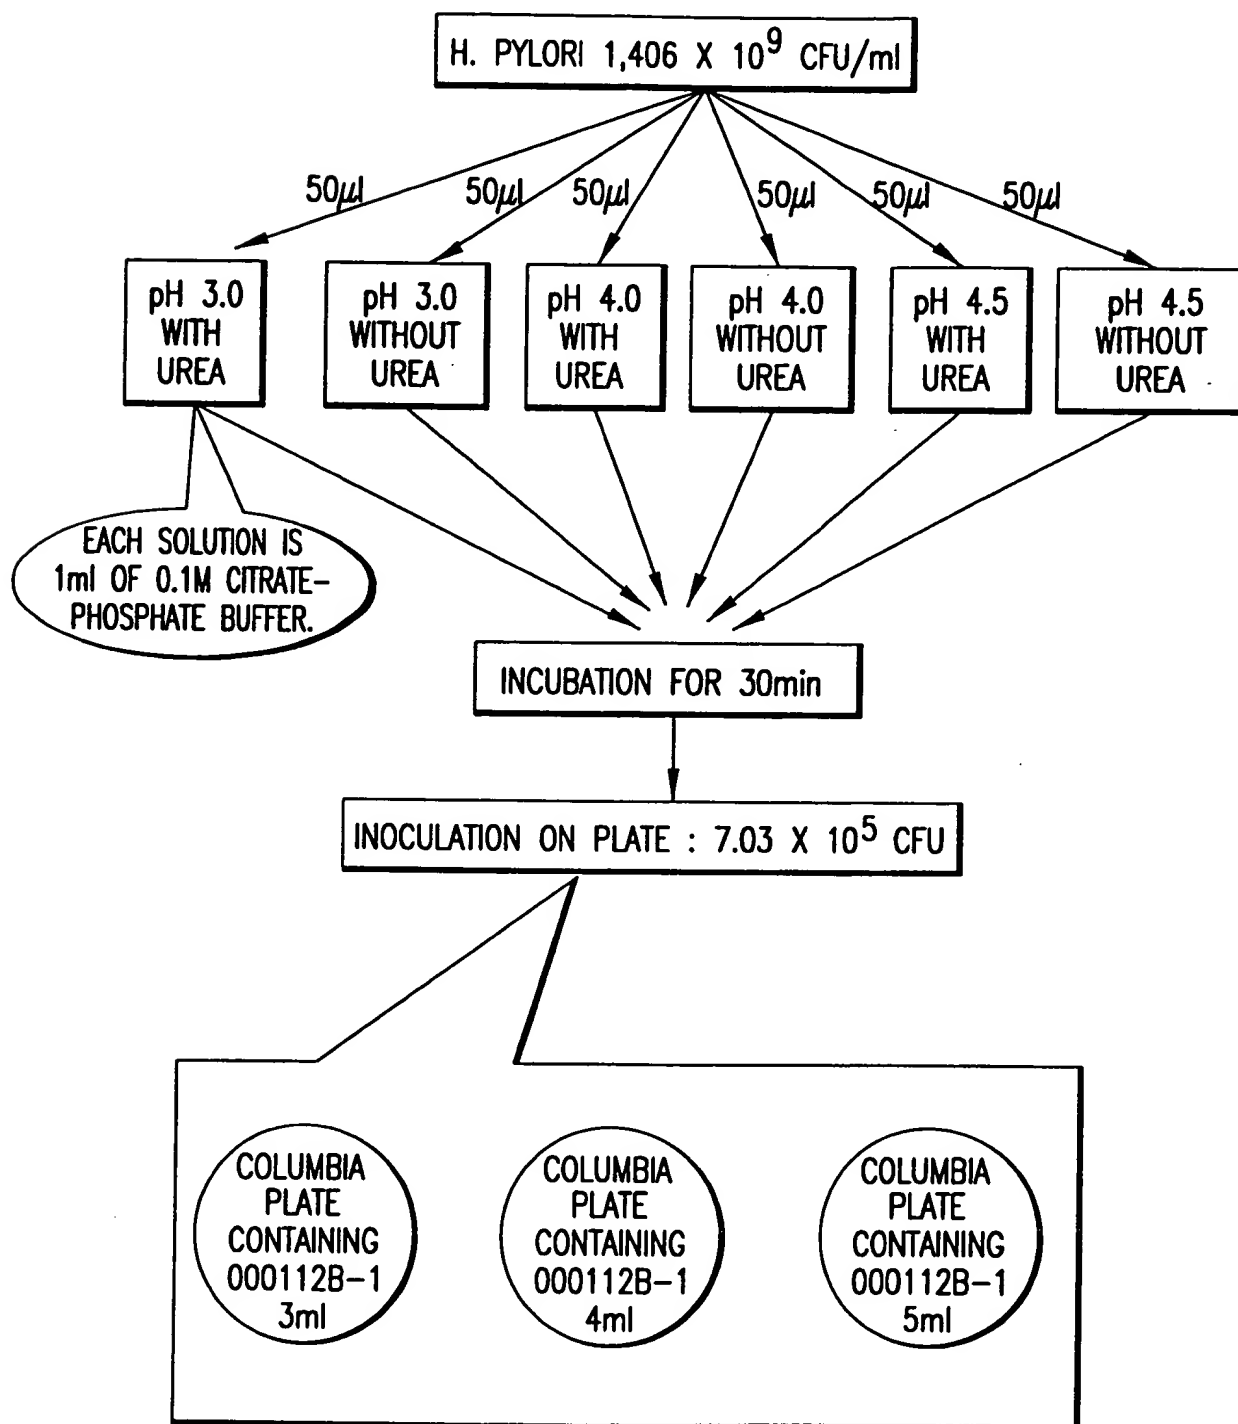 H. PYLORI 1,406 X 10⁹ CFU/ml
50µl 50µl 50µl 50µl 50µl 50µl
pH 3.0
WITH
UREA
pH 3.0
WITHOUT
UREA
pH 4.0
WITH
UREA
pH 4.0
WITHOUT
UREA
pH 4.5
WITH
UREA
pH 4.5
WITHOUT
UREA
EACH SOLUTION IS
1ml OF 0.1M CITRATE-
PHOSPHATE BUFFER.
INCUBATION FOR 30min
INOCULATION ON PLATE : 7.03 X 10⁵ CFU
COLUMBIA
PLATE
CONTAINING
000112B-1
3ml
COLUMBIA
PLATE
CONTAINING
000112B-1
4ml
COLUMBIA
PLATE
CONTAINING
000112B-1
5ml